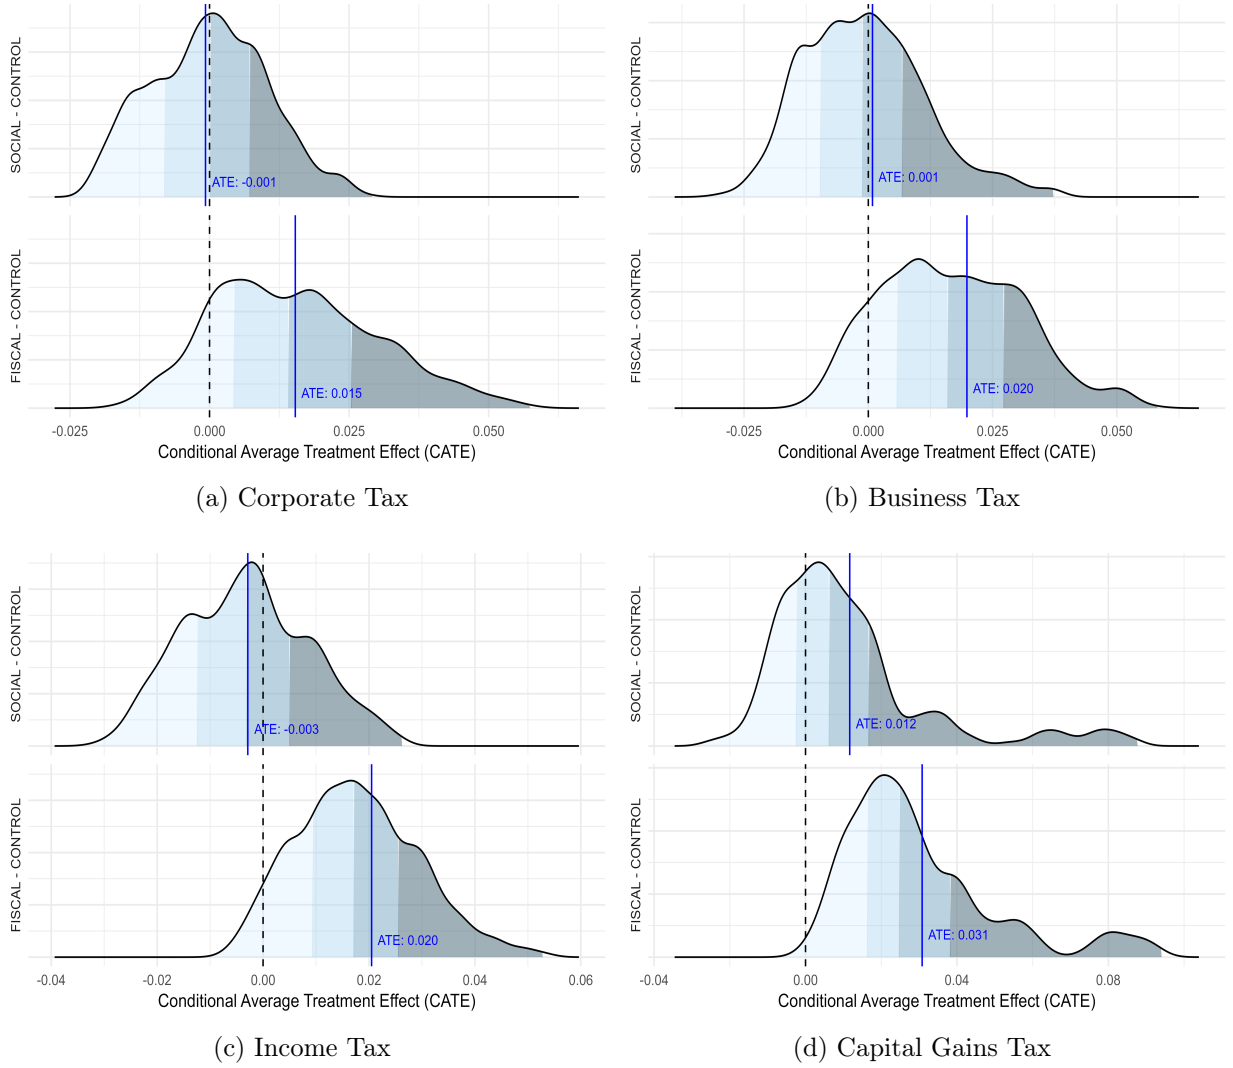 SOCIAL - CONTROL
ATE: -0.001
FISCAL - CONTROL
ATE: 0.015
-0.025 0.000 0.025 0.050
Conditional Average Treatment Effect (CATE)
(a) Corporate Tax
SOCIAL - CONTROL
ATE: 0.001
FISCAL - CONTROL
ATE: 0.020
-0.025 0.000 0.025 0.050
Conditional Average Treatment Effect (CATE)
(b) Business Tax
SOCIAL - CONTROL
ATE: -0.003
FISCAL - CONTROL
ATE: 0.020
-0.04 -0.02 0.00 0.02 0.04 0.06
Conditional Average Treatment Effect (CATE)
(c) Income Tax
SOCIAL - CONTROL
ATE: 0.012
FISCAL - CONTROL
ATE: 0.031
-0.04 0.00 0.04 0.08
Conditional Average Treatment Effect (CATE)
(d) Capital Gains Tax